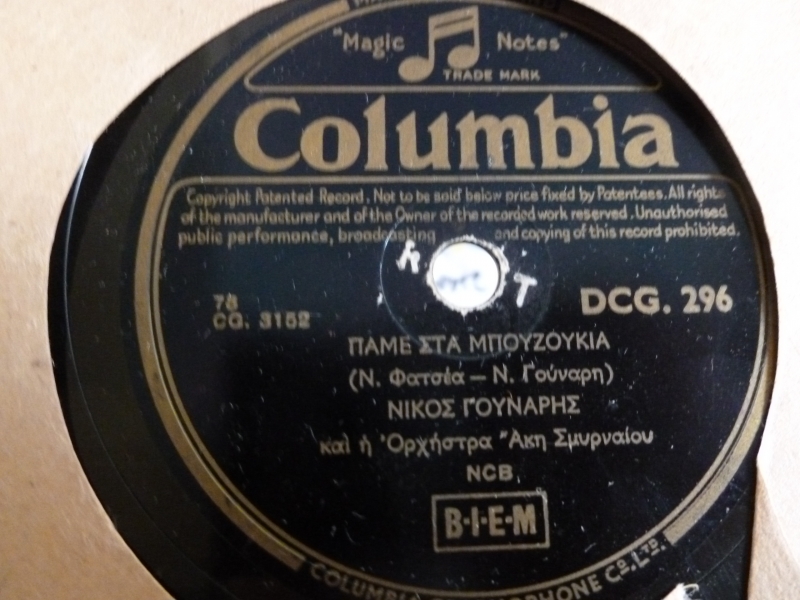 "Magic Notes"
TRADE MARK
Columbia
Copyright Patented Record. Not to be sold below price fixed by Patentees. All rights
of the manufacturer and of the Owner of the recorded work reserved. Unauthorised
public performance, broadcasting and copying of this record prohibited.
78
CG. 3152
DCG. 296
ΠΑΜΕ ΣΤΑ ΜΠΟΥΖΟΥΚΙΑ
(Ν. Φατσέα – Ν. Γούναρη)
ΝΙΚΟΣ ΓΟΥΝΑΡΗΣ
καὶ ἡ Ὀρχήστρα Ἄκη Σμυρναίου
NCB
B·I·E·M
COLUMBIA GRAMOPHONE CO. LTD.